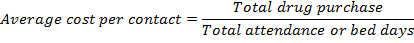 Average cost per contact = Total drug purchase / Total attendance or bed days